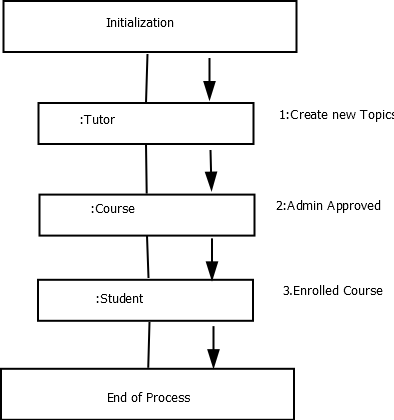 Initialization
:Tutor
1:Create new Topics
:Course
2:Admin Approved
:Student
3.Enrolled Course
End of Process